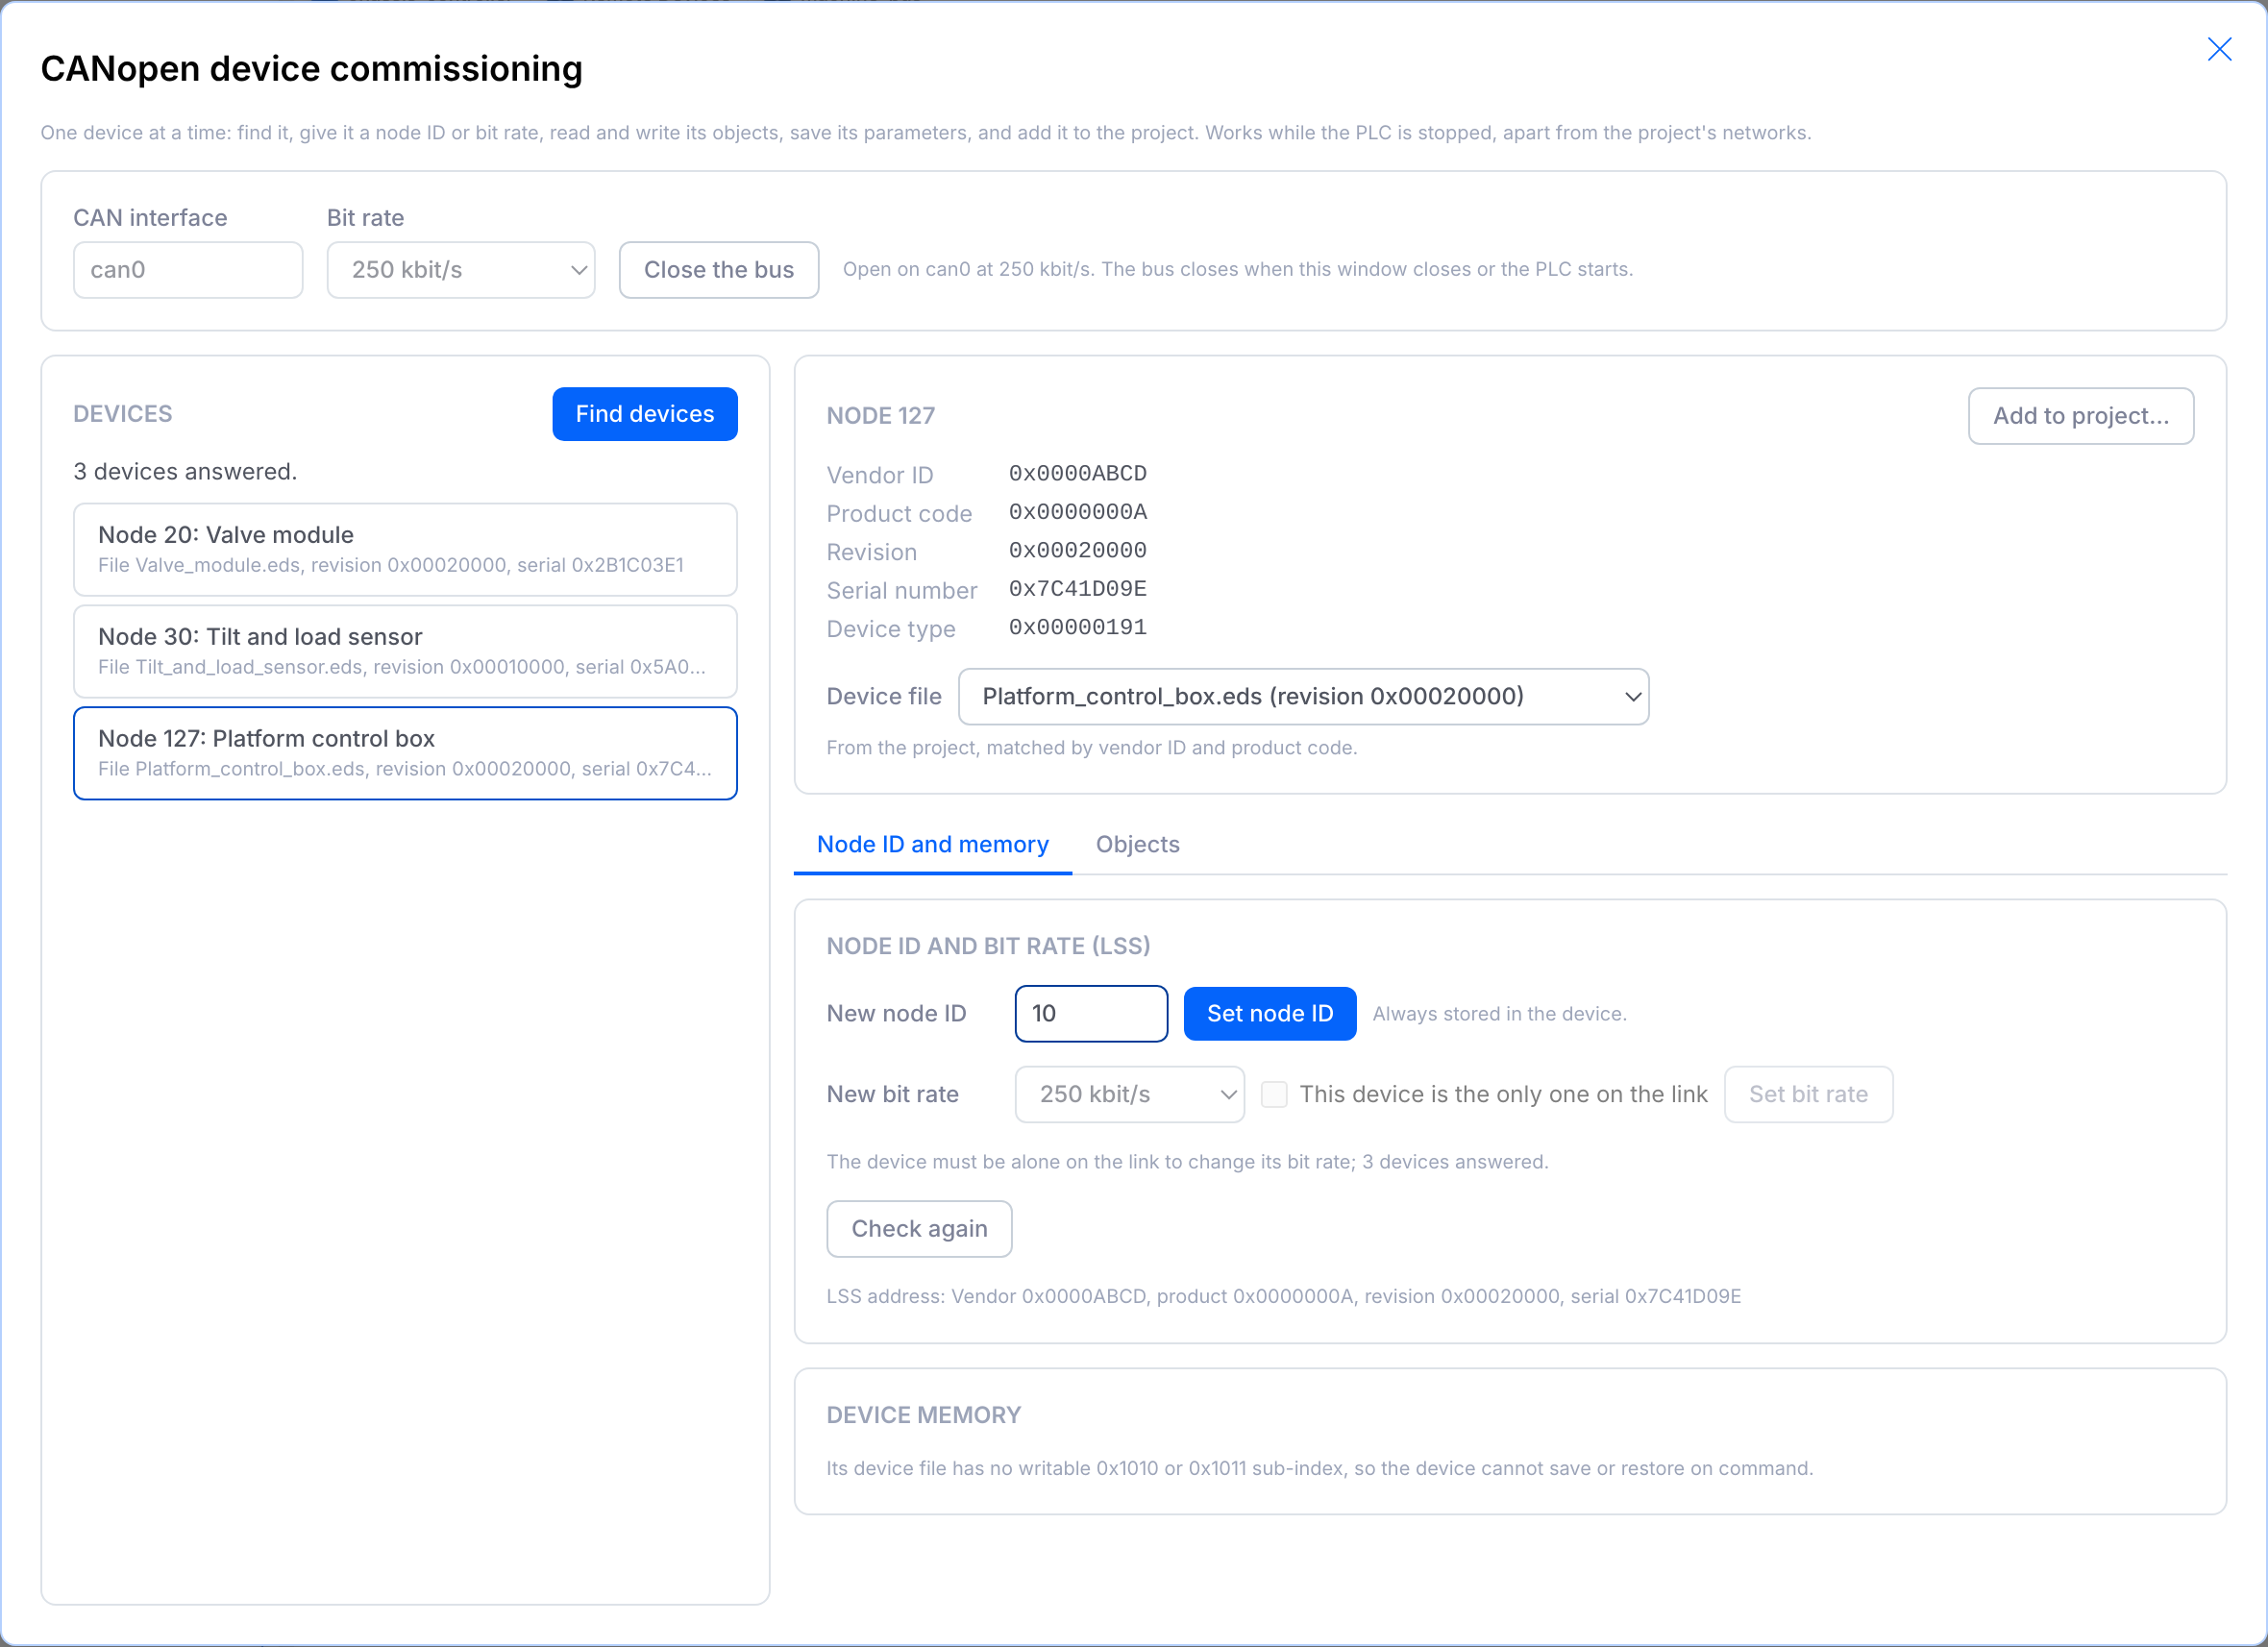 CANopen device commissioning
One device at a time: find it, give it a node ID or bit rate, read and write its objects, save its parameters, and add it to the project. Works while the PLC is stopped, apart from the project's networks.
CAN interface
Bit rate
can0
250 kbit/s
Close the bus
Open on can0 at 250 kbit/s. The bus closes when this window closes or the PLC starts.
DEVICES
Find devices
3 devices answered.
Node 20: Valve module
File Valve_module.eds, revision 0x00020000, serial 0x2B1C03E1
Node 30: Tilt and load sensor
File Tilt_and_load_sensor.eds, revision 0x00010000, serial 0x5A0...
Node 127: Platform control box
File Platform_control_box.eds, revision 0x00020000, serial 0x7C4...
NODE 127
Add to project...
Vendor ID 0x0000ABCD
Product code 0x0000000A
Revision 0x00020000
Serial number 0x7C41D09E
Device type 0x00000191
Device file Platform_control_box.eds (revision 0x00020000)
From the project, matched by vendor ID and product code.
Node ID and memory
Objects
NODE ID AND BIT RATE (LSS)
New node ID 10 Set node ID Always stored in the device.
New bit rate 250 kbit/s This device is the only one on the link Set bit rate
The device must be alone on the link to change its bit rate; 3 devices answered.
Check again
LSS address: Vendor 0x0000ABCD, product 0x0000000A, revision 0x00020000, serial 0x7C41D09E
DEVICE MEMORY
Its device file has no writable 0x1010 or 0x1011 sub-index, so the device cannot save or restore on command.